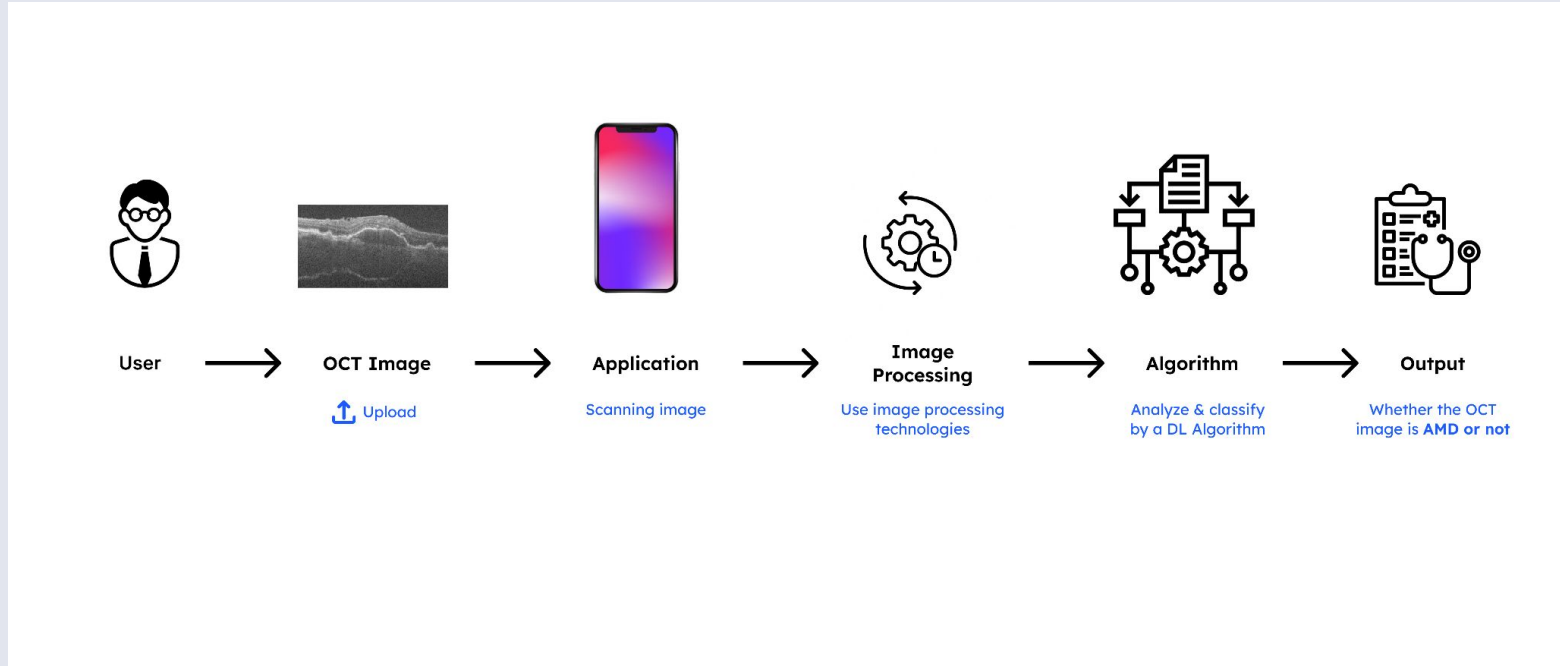 User
OCT Image
Upload
Application
Scanning image
Image
Processing
Use image processing
technologies
Algorithm
Analyze & classify
by a DL Algorithm
Output
Whether the OCT
image is AMD or not